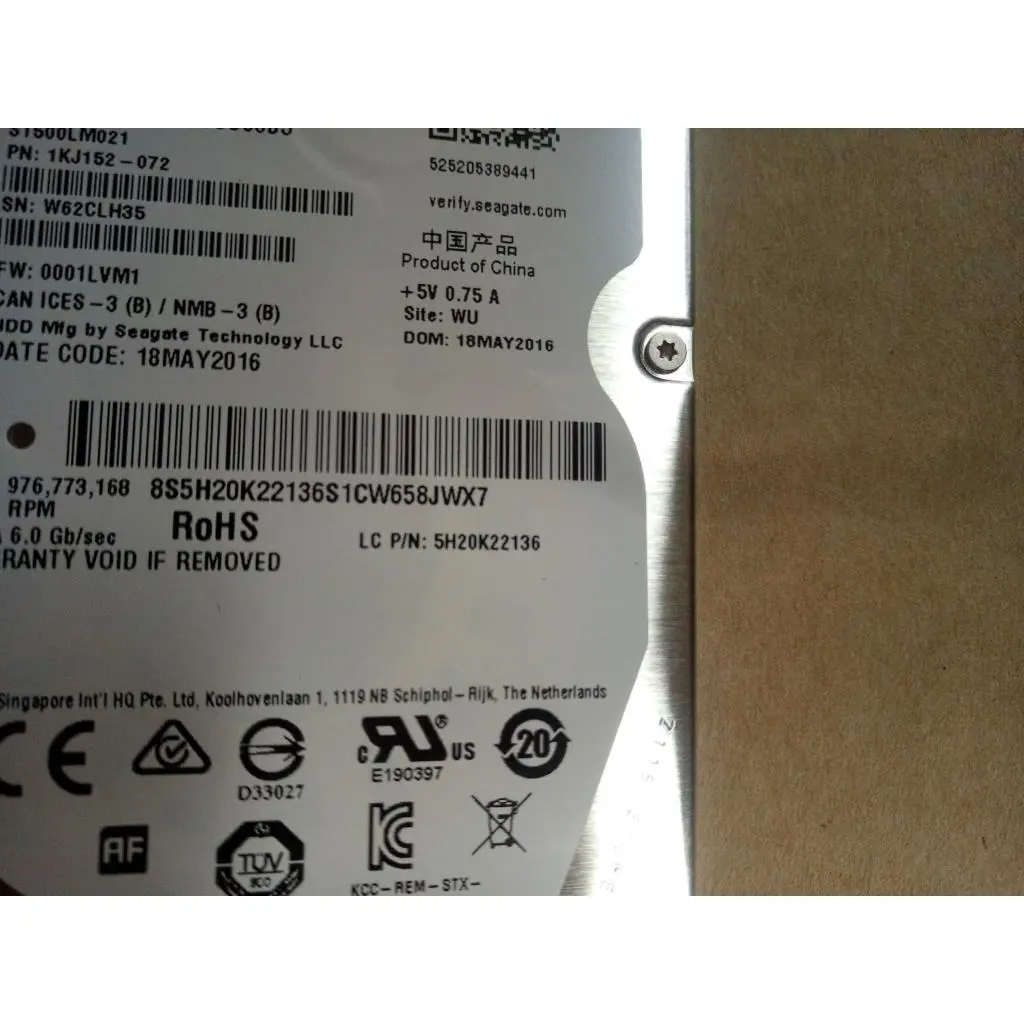 ST500LM021
PN: 1KJ152-072
SN: W62CLH35
FW: 0001LVM1
CAN ICES-3 (B) / NMB-3 (B)
HDD Mfg by Seagate Technology LLC
DATE CODE: 18MAY2016
525205389441
verify.seagate.com
中国产品
Product of China
+5V 0.75 A
Site: WU
DOM: 18MAY2016
976,773,168 8S5H20K22136S1CW658JWX7
RPM
6.0 Gb/sec RoHS LC P/N: 5H20K22136
RANTY VOID IF REMOVED
Singapore Int'l HQ Pte. Ltd, Koolhovenlaan 1, 1119 NB Schiphol-Rijk, The Netherlands
CE
D33027
c RU ® US
E190397
20
AF
TÜV
KC
KCC-REM-STX-